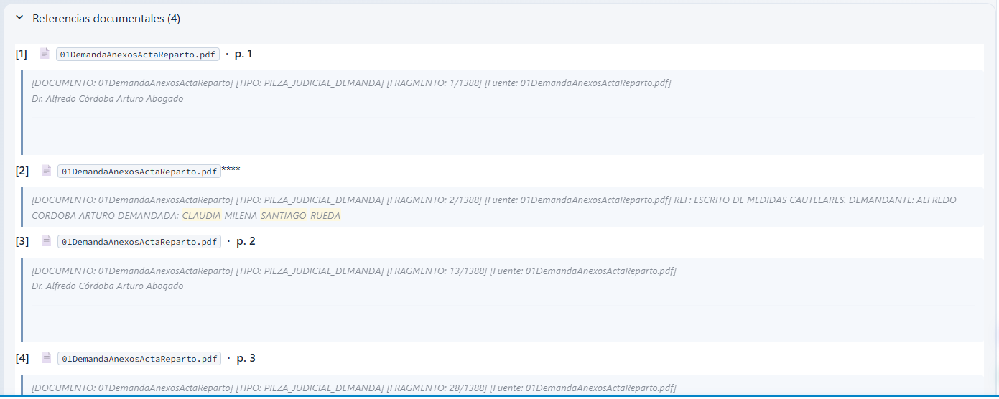 Referencias documentales (4)
[1] 01DemandaAnexosActaReparto.pdf · p. 1
[DOCUMENTO: 01DemandaAnexosActaReparto] [TIPO: PIEZA_JUDICIAL_DEMANDA] [FRAGMENTO: 1/1388] [Fuente: 01DemandaAnexosActaReparto.pdf]
Dr. Alfredo Córdoba Arturo Abogado
[2] 01DemandaAnexosActaReparto.pdf****
[DOCUMENTO: 01DemandaAnexosActaReparto] [TIPO: PIEZA_JUDICIAL_DEMANDA] [FRAGMENTO: 2/1388] [Fuente: 01DemandaAnexosActaReparto.pdf] REF: ESCRITO DE MEDIDAS CAUTELARES. DEMANDANTE: ALFREDO
CORDOBA ARTURO DEMANDADA: CLAUDIA MILENA SANTIAGO RUEDA
[3] 01DemandaAnexosActaReparto.pdf · p. 2
[DOCUMENTO: 01DemandaAnexosActaReparto] [TIPO: PIEZA_JUDICIAL_DEMANDA] [FRAGMENTO: 13/1388] [Fuente: 01DemandaAnexosActaReparto.pdf]
Dr. Alfredo Córdoba Arturo Abogado
[4] 01DemandaAnexosActaReparto.pdf · p. 3
[DOCUMENTO: 01DemandaAnexosActaReparto] [TIPO: PIEZA_JUDICIAL_DEMANDA] [FRAGMENTO: 28/1388] [Fuente: 01DemandaAnexosActaReparto.pdf]